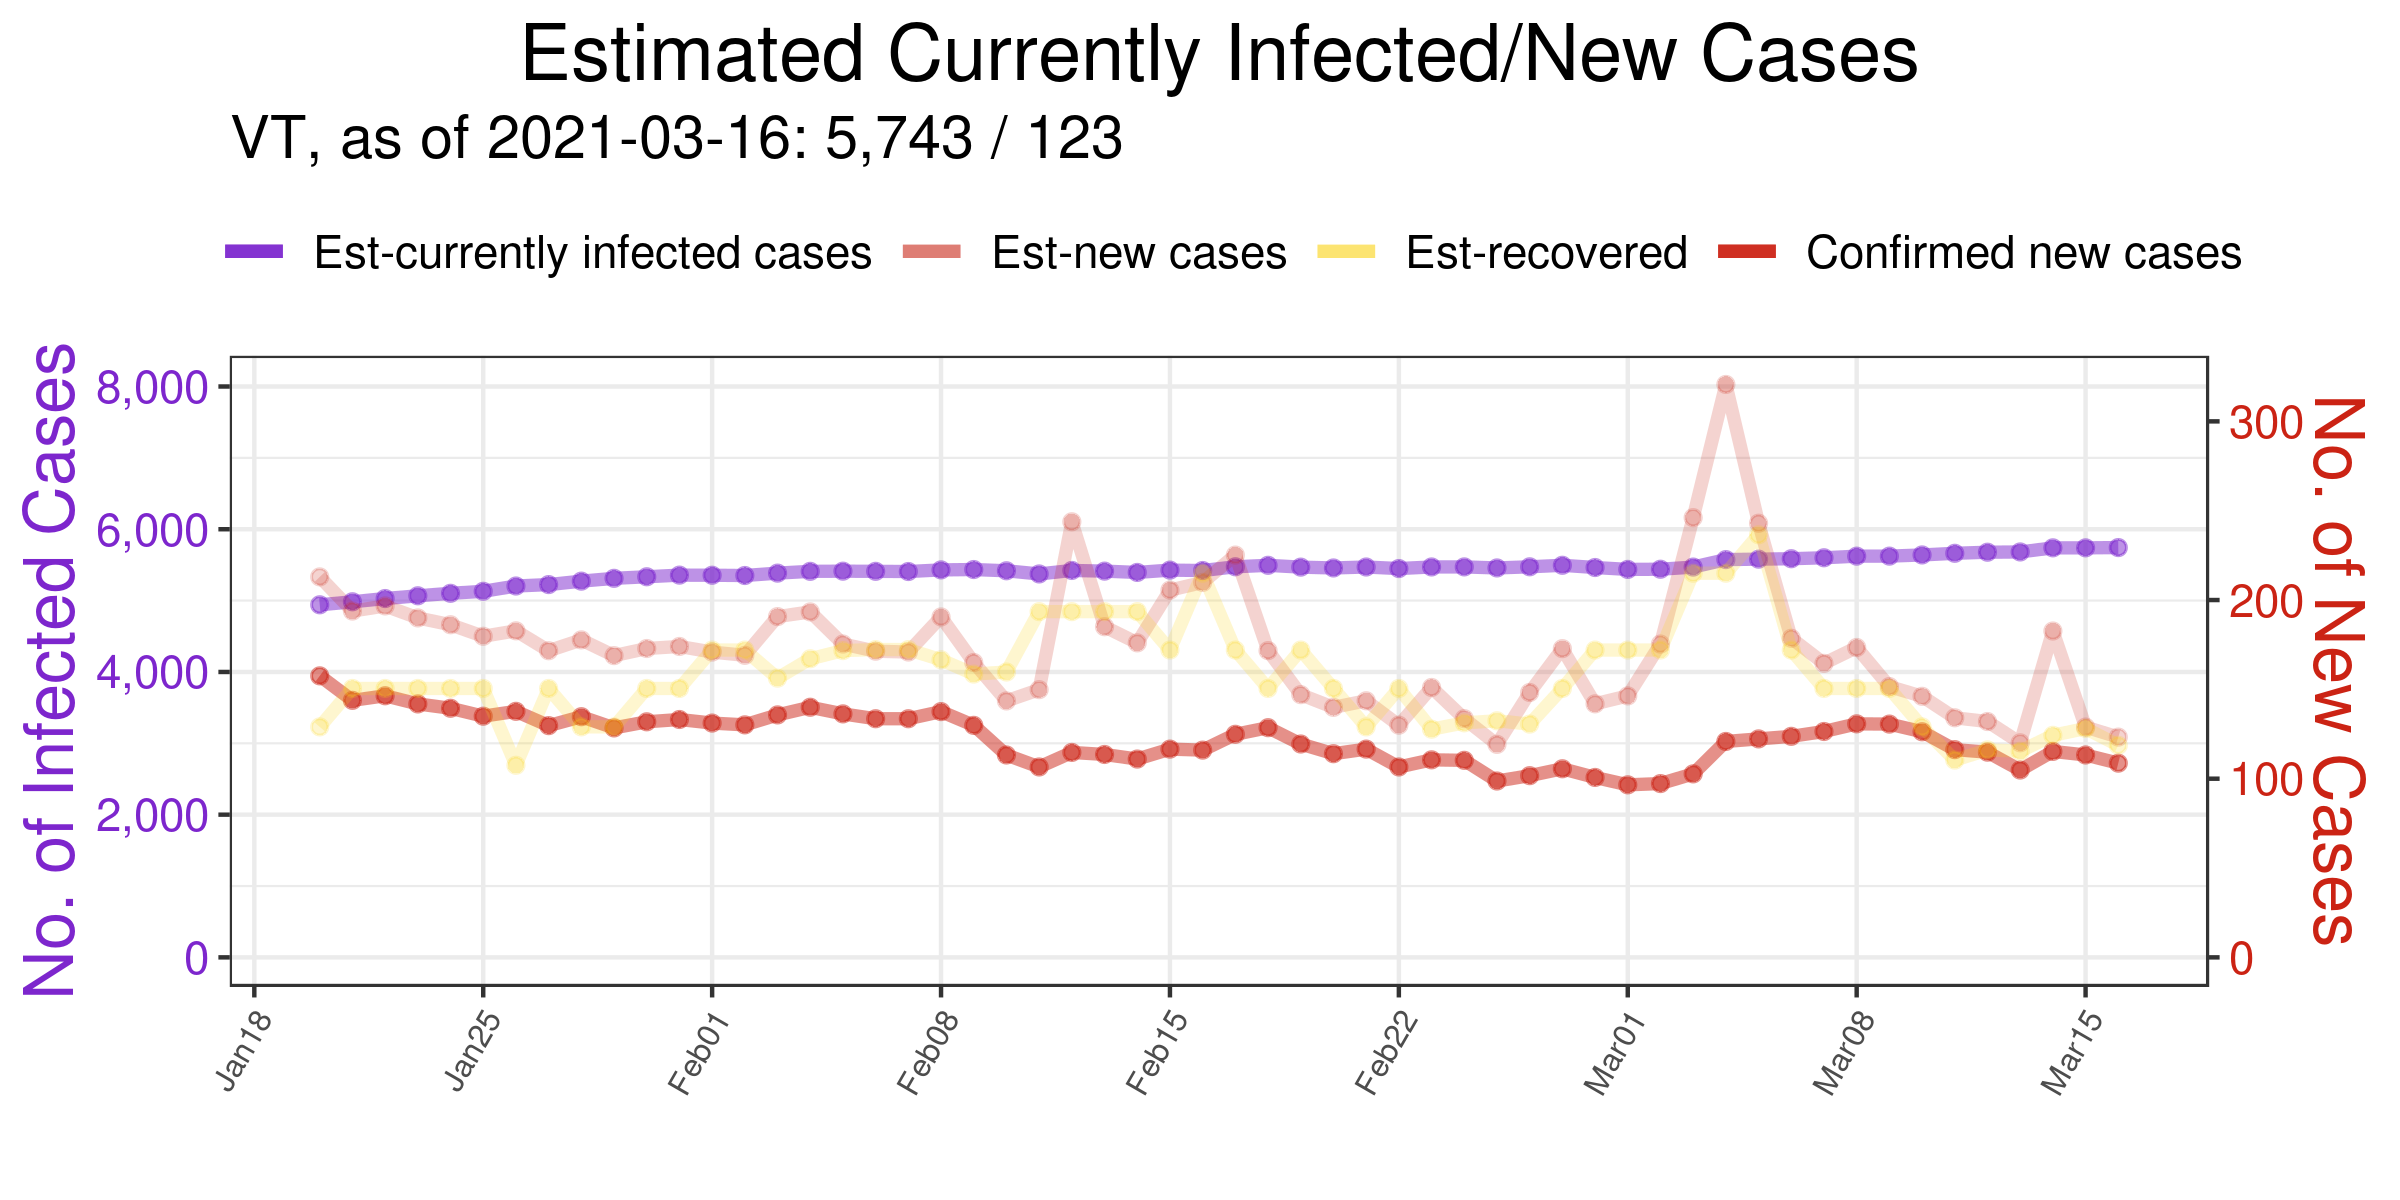 Estimated Currently Infected/New Cases
VT, as of 2021-03-16: 5,743 / 123
Est-currently infected cases Est-new cases Est-recovered Confirmed new cases
No. of Infected Cases
8,000
6,000
4,000
2,000
0
300
200
100
0
No. of New Cases
Jan18 Jan25 Feb01 Feb08 Feb15 Feb22 Mar01 Mar08 Mar15